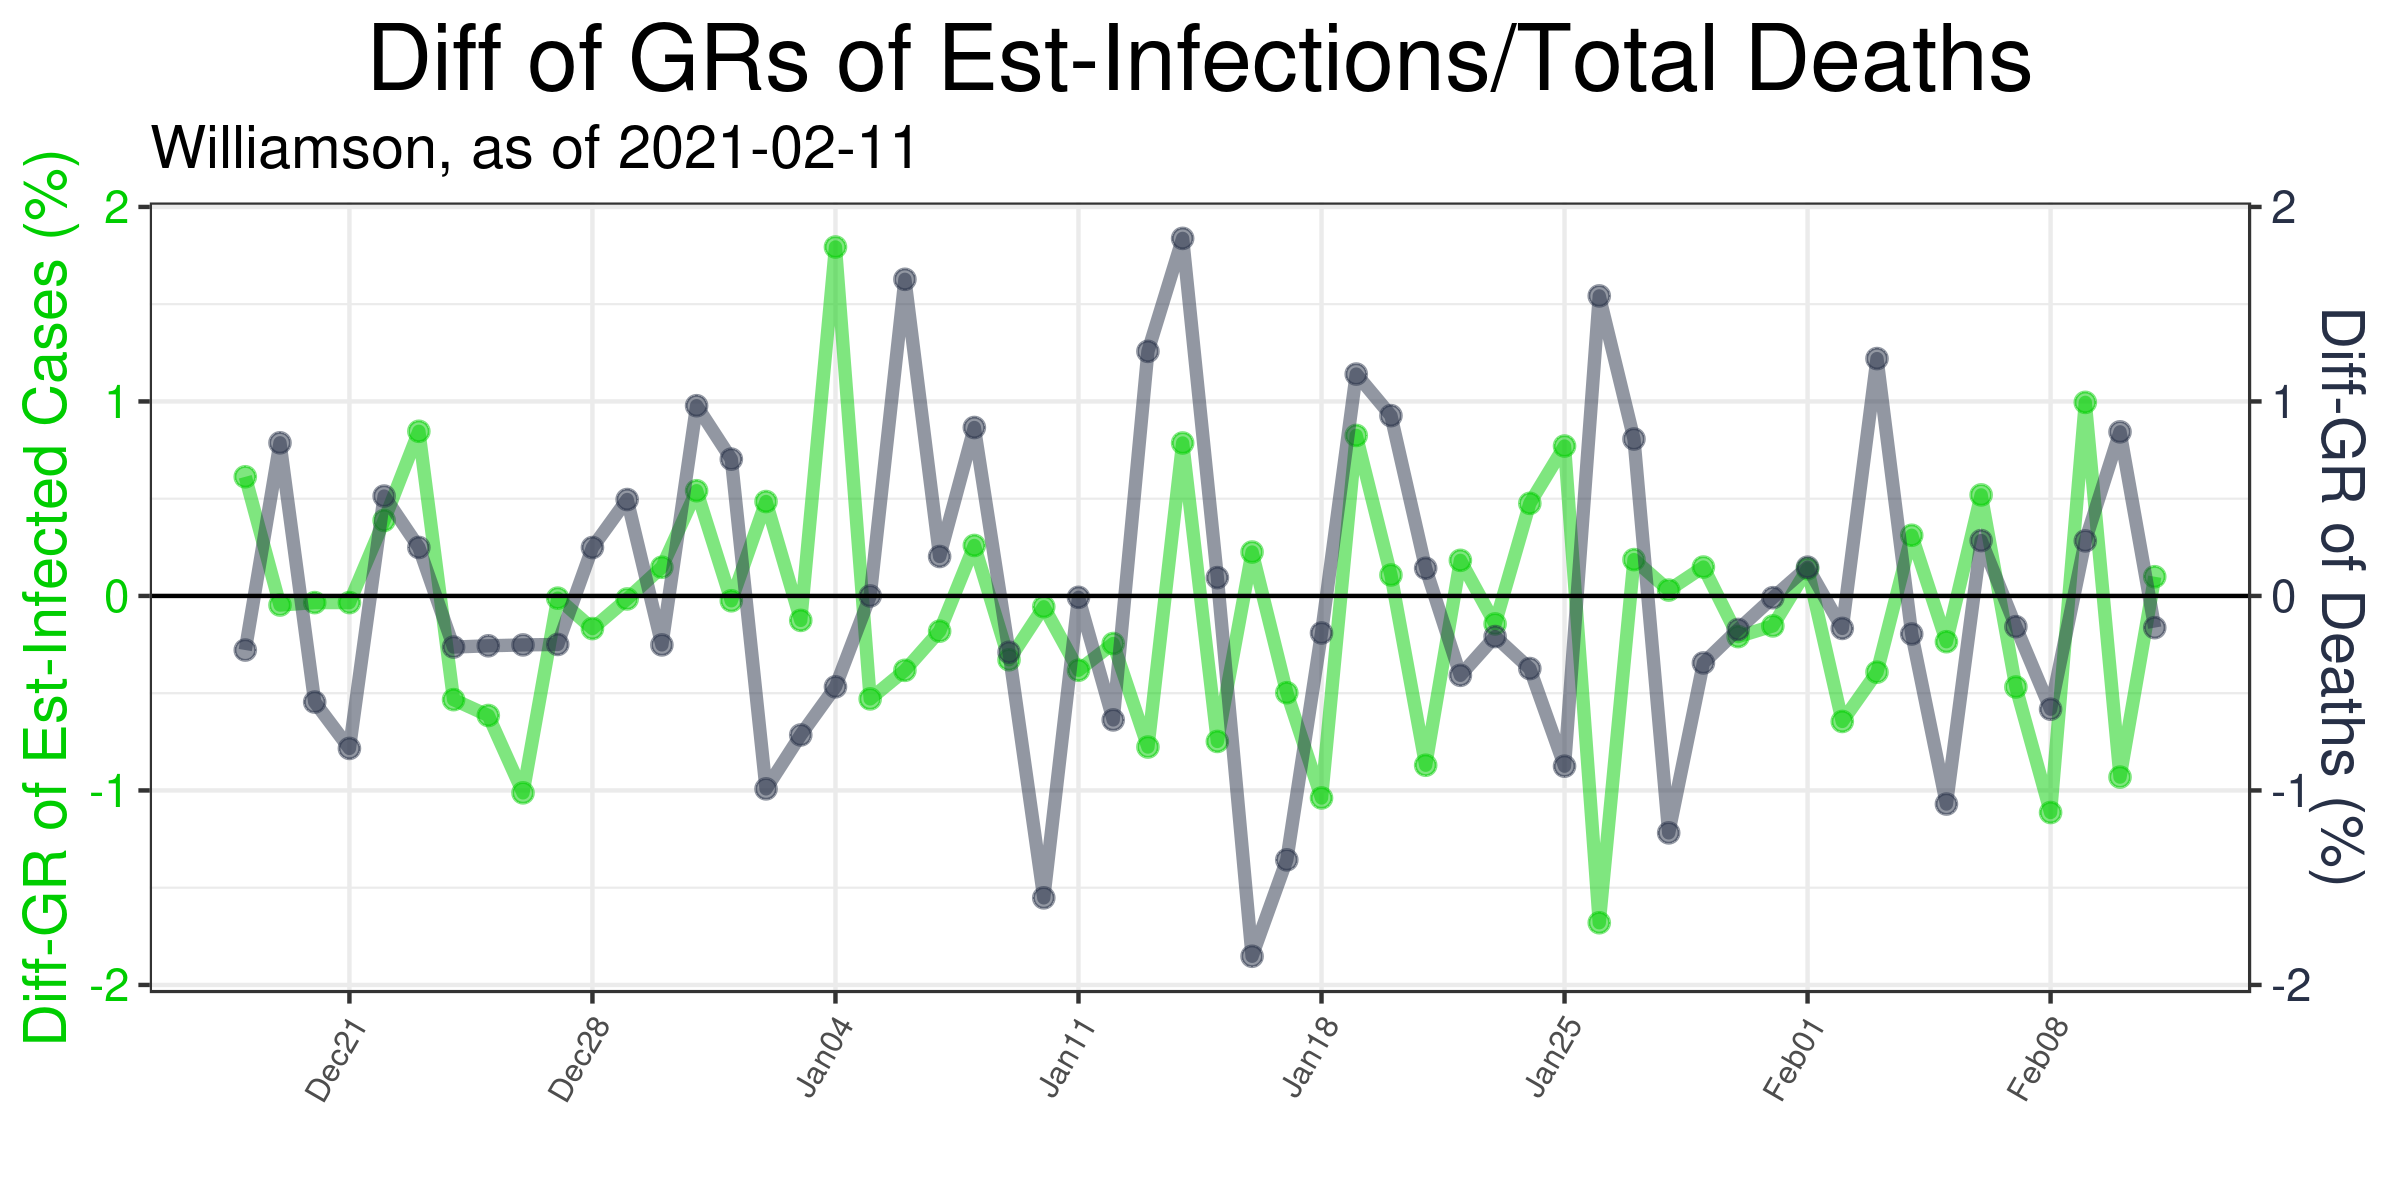 Diff of GRs of Est-Infections/Total Deaths
Williamson, as of 2021-02-11
Diff-GR of Est-Infected Cases (%)
2
1
0
-1
-2
2
1
0
-1
-2
Diff-GR of Deaths (%)
Dec21
Dec28
Jan04
Jan11
Jan18
Jan25
Feb01
Feb08